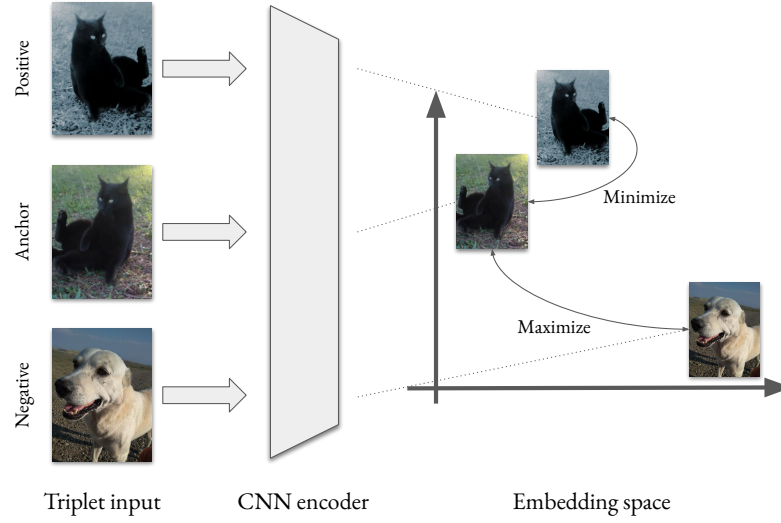 Positive
Anchor
Negative
Minimize
Maximize
Triplet input
CNN encoder
Embedding space